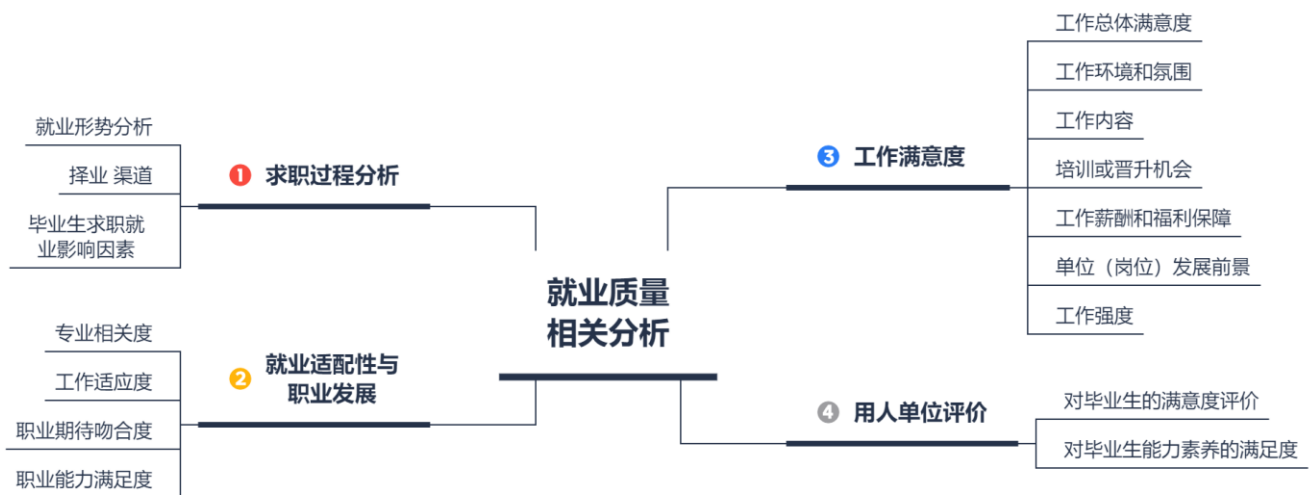 就业质量
相关分析
❶ 求职过程分析
就业形势分析
择业 渠道
毕业生求职就
业影响因素
❷ 就业适配性与
职业发展
专业相关度
工作适应度
职业期待吻合度
职业能力满足度
❸ 工作满意度
工作总体满意度
工作环境和氛围
工作内容
培训或晋升机会
工作薪酬和福利保障
单位（岗位）发展前景
工作强度
❹ 用人单位评价
对毕业生的满意度评价
对毕业生能力素养的满足度